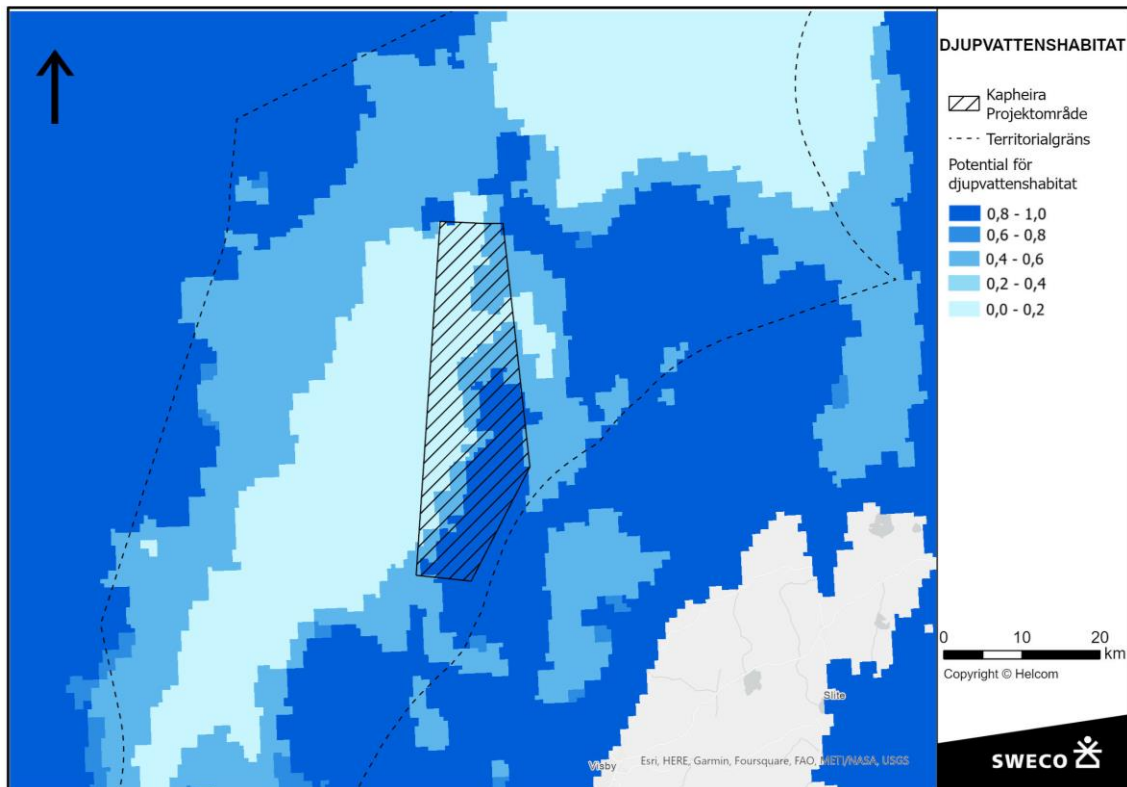 DJUPVATTENSHABITAT
Kapheira
Projektområde
Territorialgräns
Potential för
djupvattenshabitat
0,8 - 1,0
0,6 - 0,8
0,4 - 0,6
0,2 - 0,4
0,0 - 0,2
0 10 20
km
Copyright © Helcom
Slite
Visby
Esri, HERE, Garmin, Foursquare, FAO, METI/NASA, USGS
SWECO